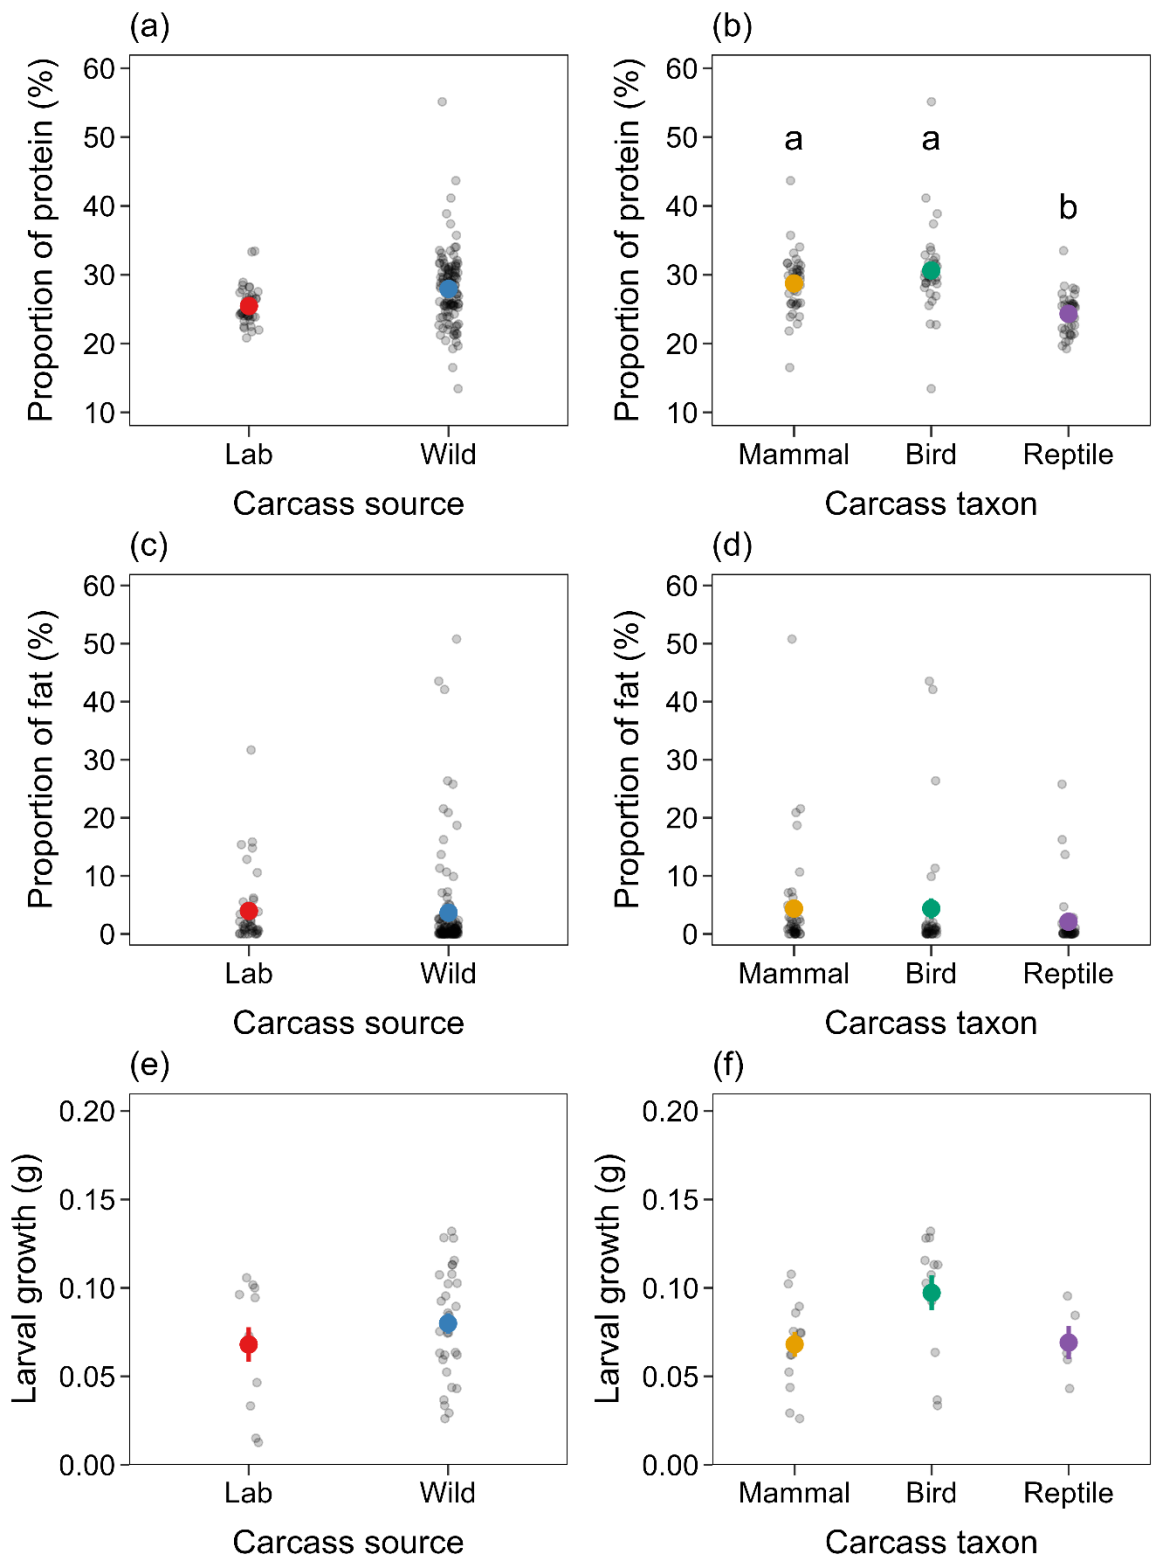 (a)
Proportion of protein (%)
60
50
40
30
20
10
Lab
Wild
Carcass source
(b)
Proportion of protein (%)
60
50
40
30
20
10
a
a
b
Mammal
Bird
Reptile
Carcass taxon
(c)
Proportion of fat (%)
60
50
40
30
20
10
0
Lab
Wild
Carcass source
(d)
Proportion of fat (%)
60
50
40
30
20
10
0
Mammal
Bird
Reptile
Carcass taxon
(e)
Larval growth (g)
0.20
0.15
0.10
0.05
0.00
Lab
Wild
Carcass source
(f)
Larval growth (g)
0.20
0.15
0.10
0.05
0.00
Mammal
Bird
Reptile
Carcass taxon